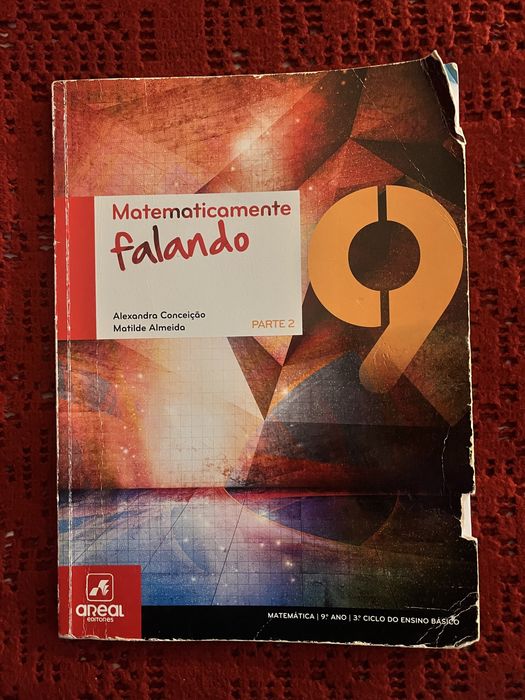 Matematicamente
falando
9
Alexandra Conceição
Matilde Almeida
PARTE 2
areal
EDITORES
MATEMÁTICA | 9.º ANO | 3.º CICLO DO ENSINO BÁSICO